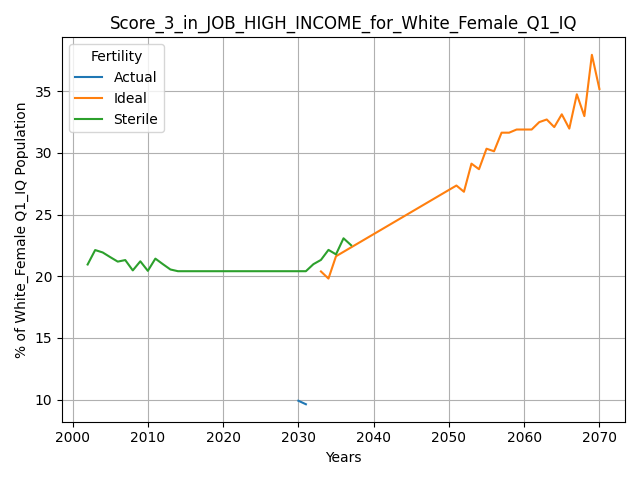 Score_3_in_JOB_HIGH_INCOME_for_White_Female_Q1_IQ
Fertility
Actual
Ideal
Sterile
% of White_Female Q1_IQ Population
35
30
25
20
15
10
2000 2010 2020 2030 2040 2050 2060 2070
Years